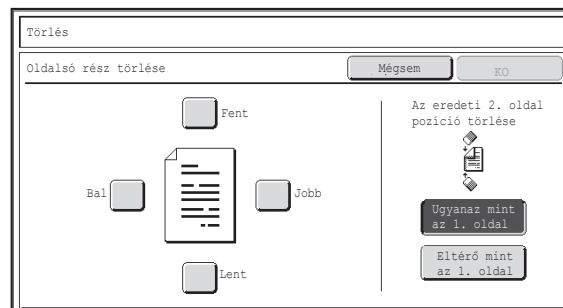 Törlés
Oldalsó rész törlése
Mégsem
KO
Fent
Bal
Jobb
Lent
Az eredeti 2. oldal
pozíció törlése
Ugyanaz mint
az 1. oldal
Eltérő mint
az 1. oldal